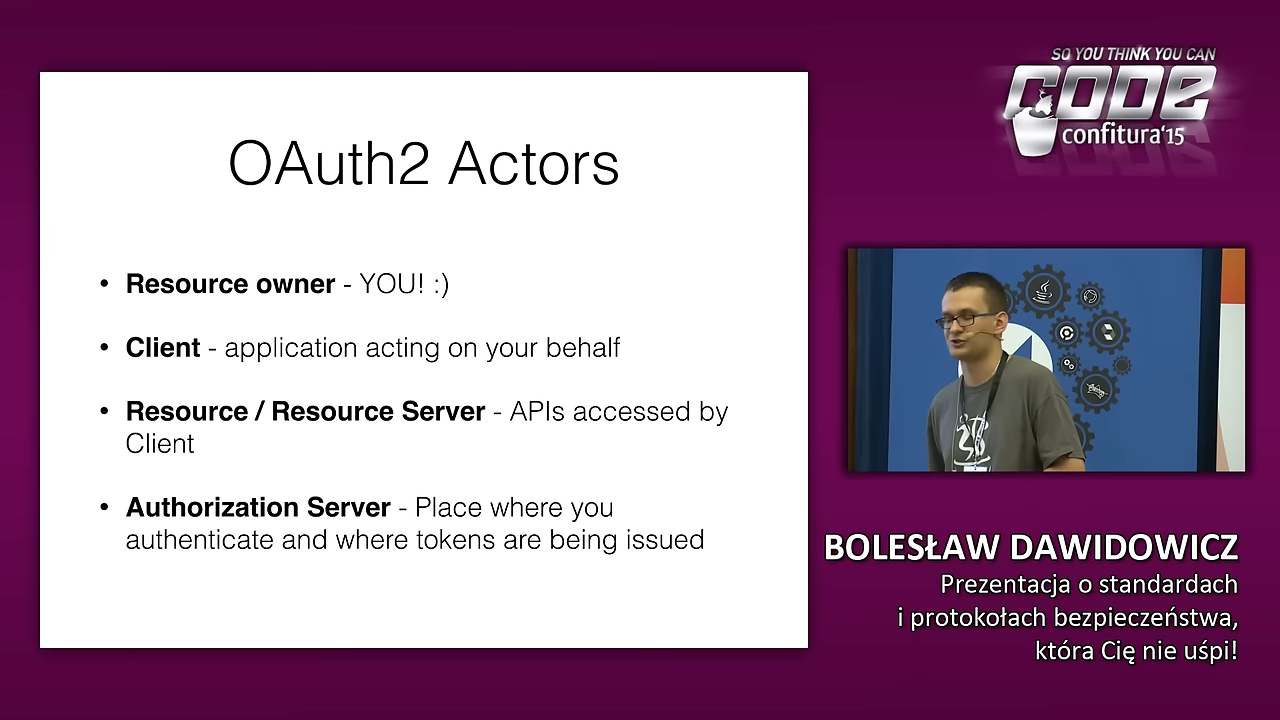 OAuth2 Actors
• Resource owner - YOU! :)
• Client - application acting on your behalf
• Resource / Resource Server - APIs accessed by
Client
• Authorization Server - Place where you
authenticate and where tokens are being issued
SO YOU THINK YOU CAN
CODE
confitura'15
BOLESŁAW DAWIDOWICZ
Prezentacja o standardach
i protokołach bezpieczeństwa,
która Cię nie uśpi!